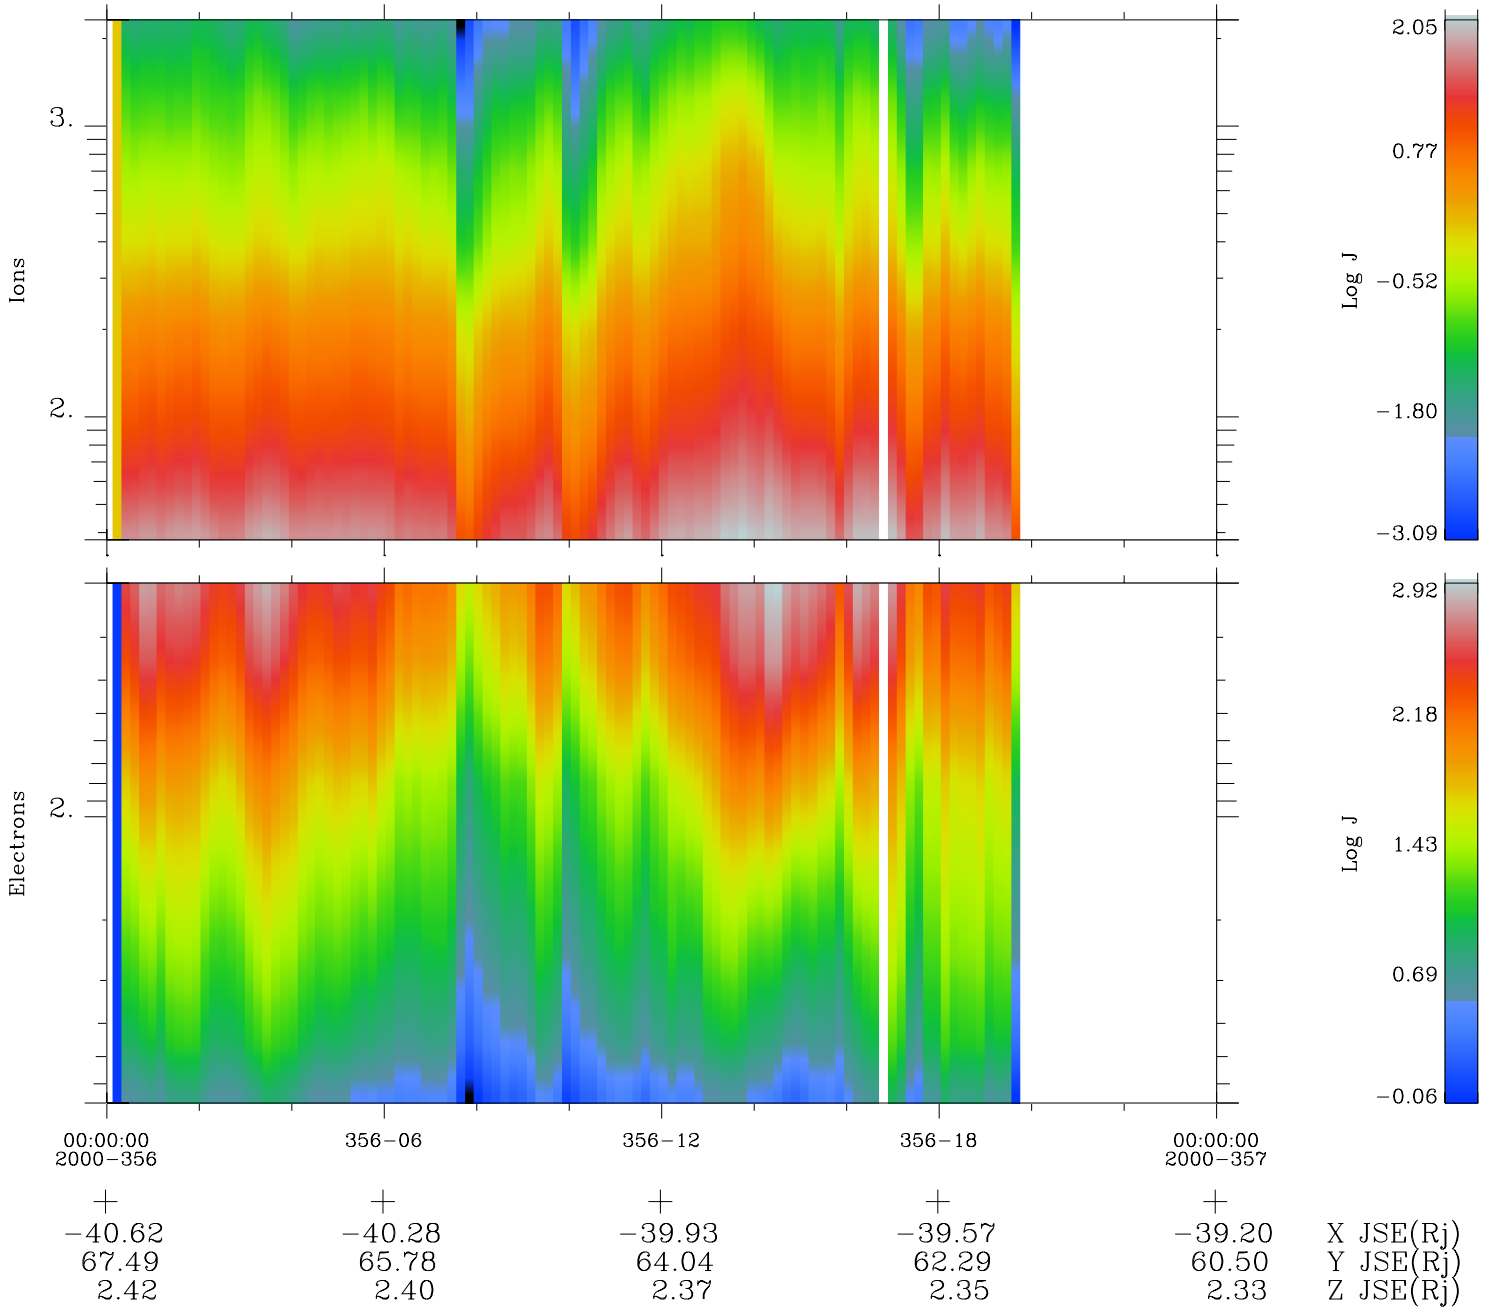 3.
2.
Ions
2.05
0.77
−0.52
−1.80
−3.09
Log J
2.
Electrons
2.92
2.18
1.43
0.69
−0.06
Log J
00:00:00 356−06 356−12 356−18 00:00:00
2000−356 2000−357
−40.62 −40.28 −39.93 −39.57 −39.20 X JSE(Rj)
67.49 65.78 64.04 62.29 60.50 Y JSE(Rj)
2.42 2.40 2.37 2.35 2.33 Z JSE(Rj)